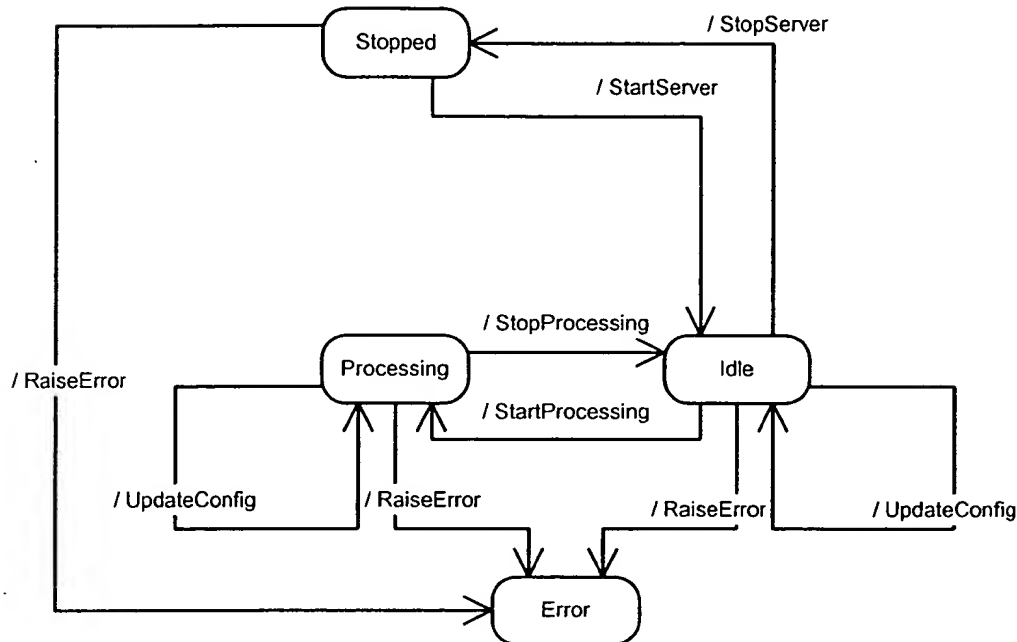 / StopServer
Stopped
/ StartServer
/ StopProcessing
Processing
Idle
/ RaiseError
/ StartProcessing
/ UpdateConfig
/ RaiseError
/ RaiseError
/ UpdateConfig
Error